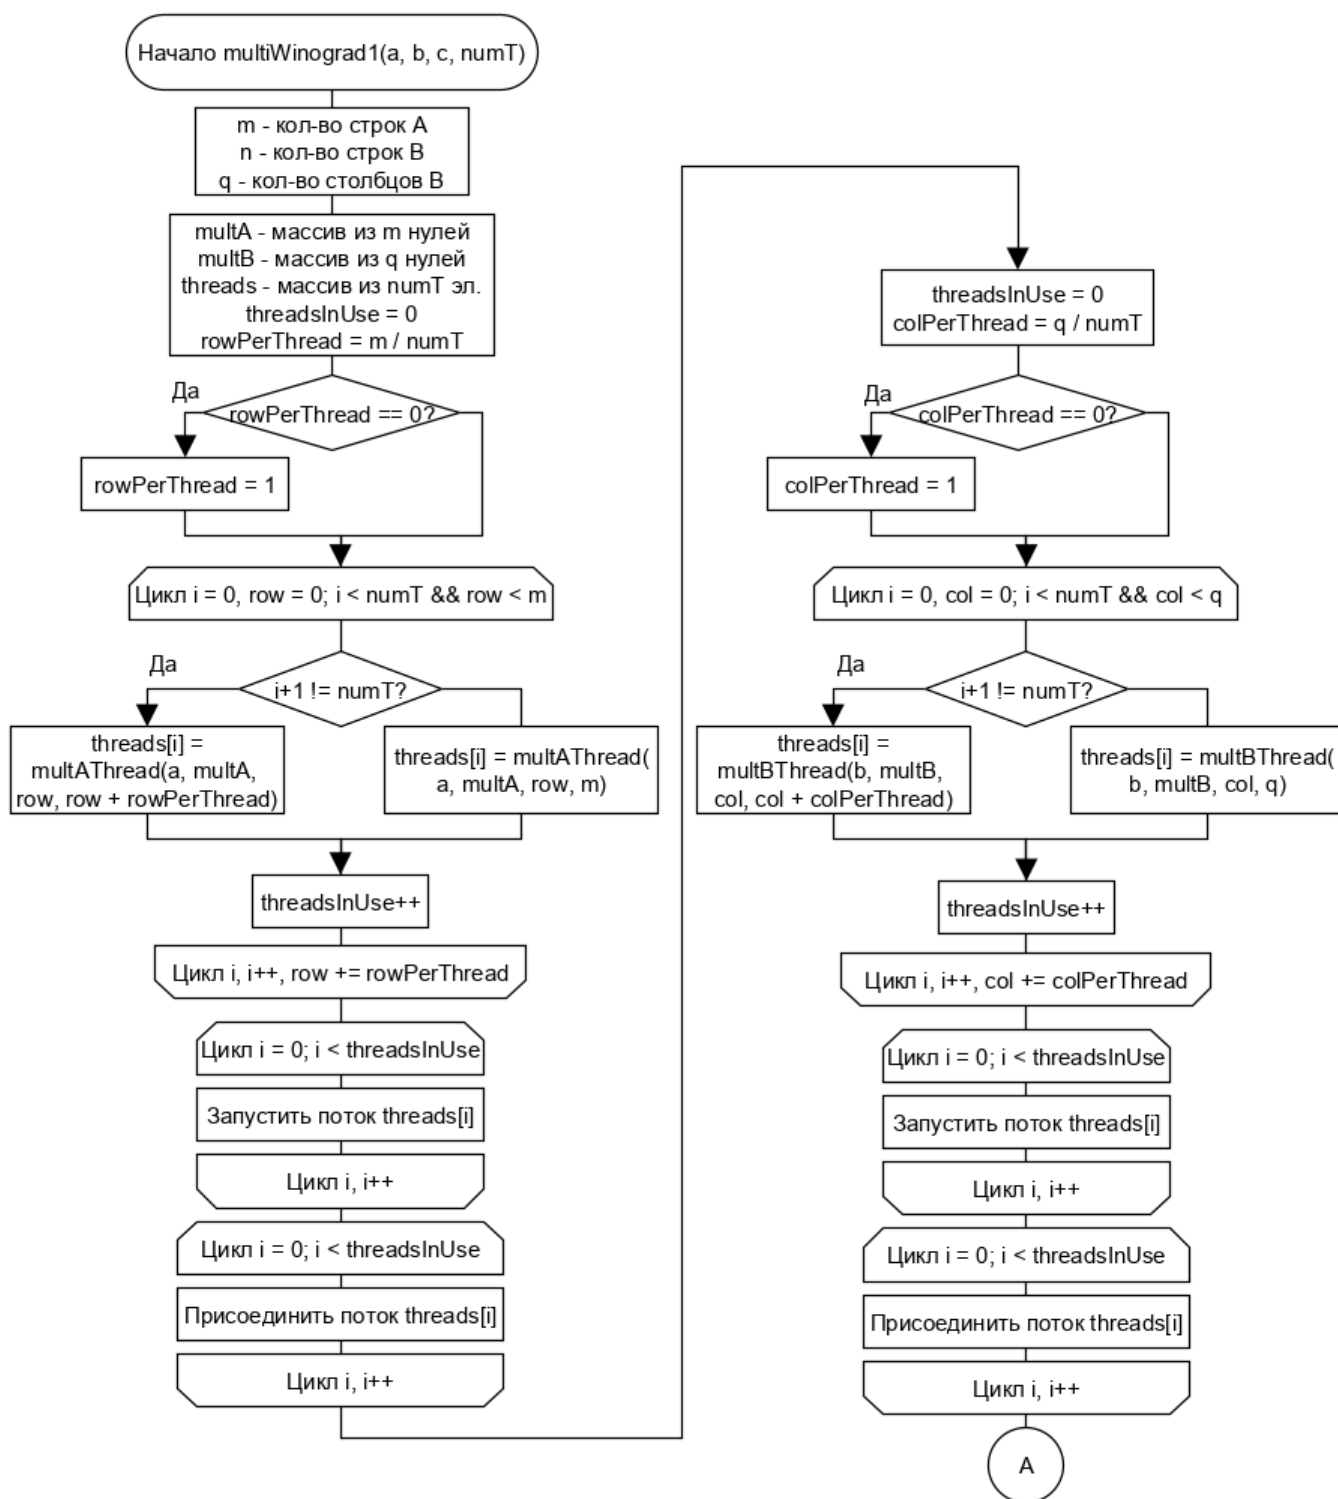 Начало multiWinograd1(a, b, c, numT)
m - кол-во строк A
n - кол-во строк B
q - кол-во столбцов B
multA - массив из m нулей
multB - массив из q нулей
threads - массив из numT эл.
threadsInUse = 0
rowPerThread = m / numT
Да
rowPerThread == 0?
rowPerThread = 1
Цикл i = 0, row = 0; i < numT && row < m
Да
i+1 != numT?
threads[i] =
multAThread(a, multA,
row, row + rowPerThread)
threads[i] = multAThread(
a, multA, row, m)
threadsInUse++
Цикл i, i++, row += rowPerThread
Цикл i = 0; i < threadsInUse
Запустить поток threads[i]
Цикл i, i++
Цикл i = 0; i < threadsInUse
Присоединить поток threads[i]
Цикл i, i++
threadsInUse = 0
colPerThread = q / numT
Да
colPerThread == 0?
colPerThread = 1
Цикл i = 0, col = 0; i < numT && col < q
Да
i+1 != numT?
threads[i] =
multBThread(b, multB,
col, col + colPerThread)
threads[i] = multBThread(
b, multB, col, q)
threadsInUse++
Цикл i, i++, col += colPerThread
Цикл i = 0; i < threadsInUse
Запустить поток threads[i]
Цикл i, i++
Цикл i = 0; i < threadsInUse
Присоединить поток threads[i]
Цикл i, i++
A